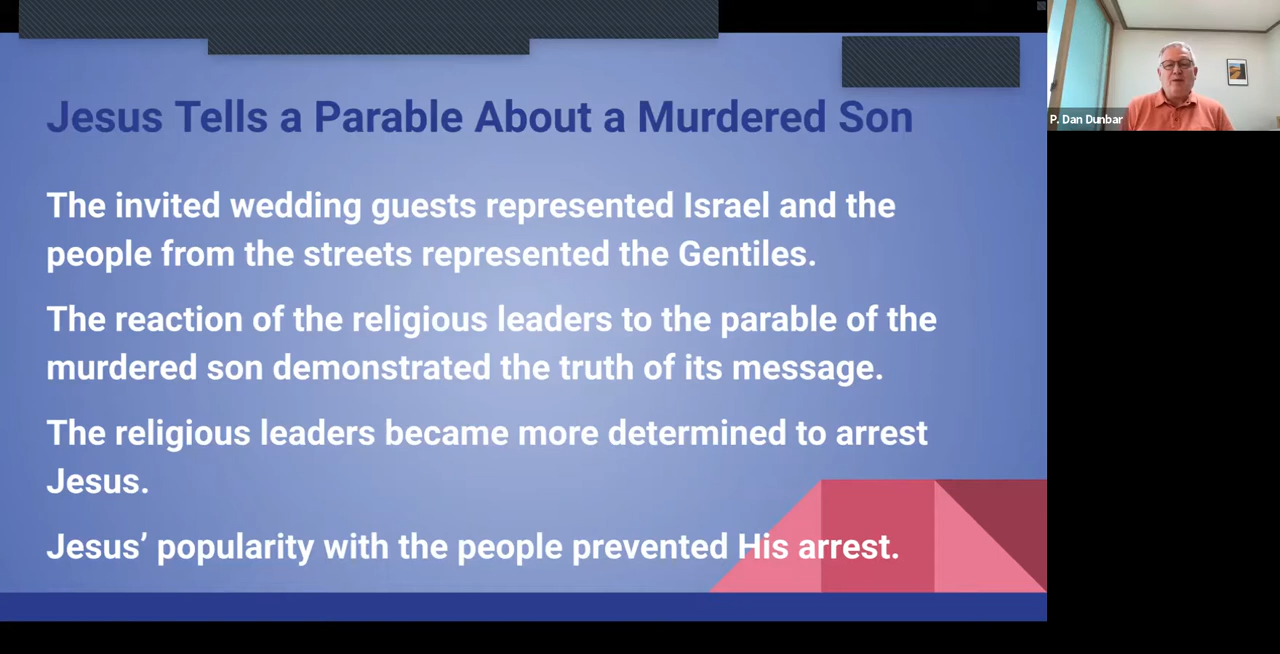 Jesus Tells a Parable About a Murdered Son
The invited wedding guests represented Israel and the
people from the streets represented the Gentiles.
The reaction of the religious leaders to the parable of the
murdered son demonstrated the truth of its message.
The religious leaders became more determined to arrest
Jesus.
Jesus’ popularity with the people prevented His arrest.
P. Dan Dunbar